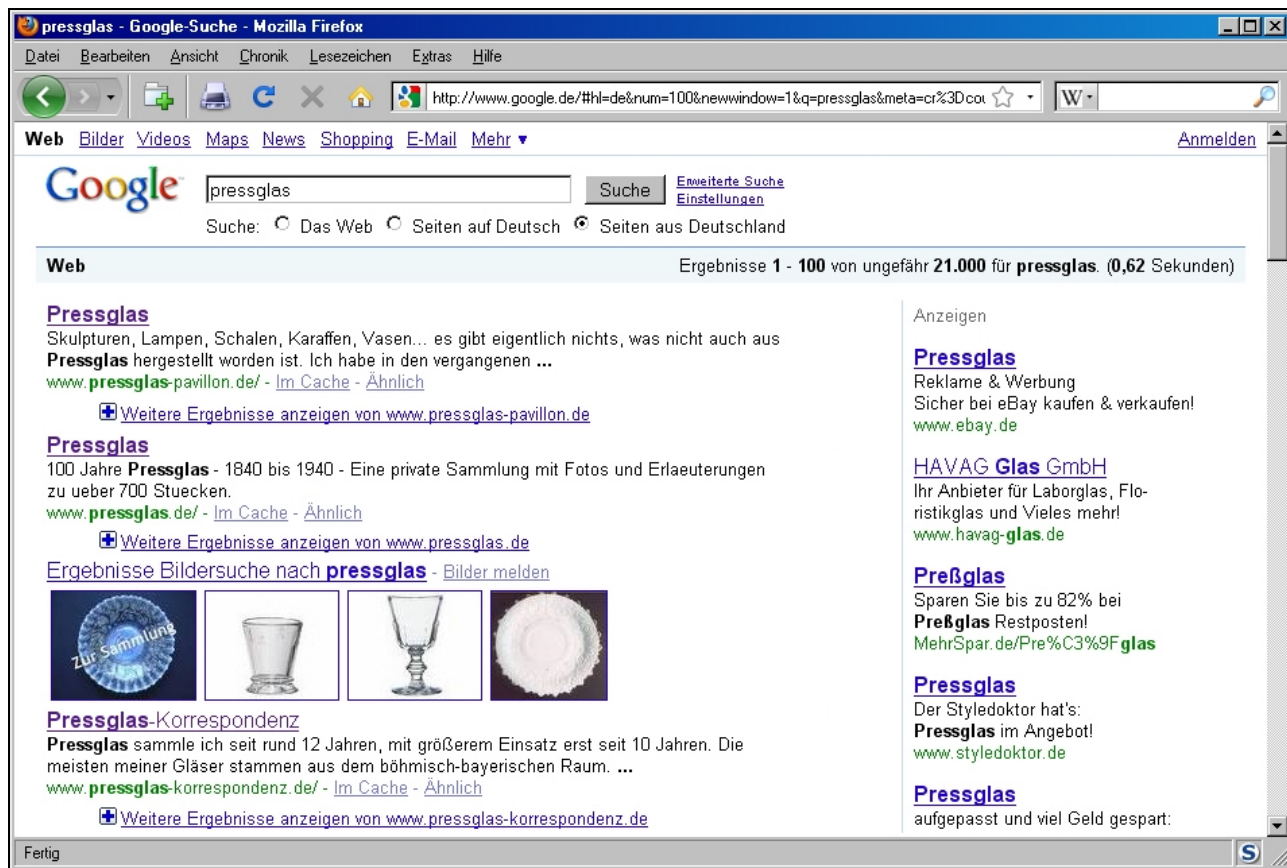 pressglas - Google-Suche - Mozilla Firefox
Datei Bearbeiten Ansicht Chronik Lesezeichen Extras Hilfe
http://www.google.de/#hl=de&num=100&newwindow=1&q=pressglas&meta=cr%3Dcou
W
Web Bilder Videos Maps News Shopping E-Mail Mehr ▼ Anmelden
Google™ pressglas Suche Erweiterte Suche
Einstellungen
Suche: Das Web Seiten auf Deutsch Seiten aus Deutschland
Web Ergebnisse 1 - 100 von ungefähr 21.000 für pressglas. (0,62 Sekunden)
Pressglas
Skulpturen, Lampen, Schalen, Karaffen, Vasen... es gibt eigentlich nichts, was nicht auch aus
Pressglas hergestellt worden ist. Ich habe in den vergangenen ...
www.pressglas-pavillon.de/ - Im Cache - Ähnlich
Weitere Ergebnisse anzeigen von www.pressglas-pavillon.de
Pressglas
100 Jahre Pressglas - 1840 bis 1940 - Eine private Sammlung mit Fotos und Erlaeuterungen
zu ueber 700 Stuecken.
www.pressglas.de/ - Im Cache - Ähnlich
Weitere Ergebnisse anzeigen von www.pressglas.de
Ergebnisse Bildersuche nach pressglas - Bilder melden
Zur Sammlung
Pressglas-Korrespondenz
Pressglas sammle ich seit rund 12 Jahren, mit größerem Einsatz erst seit 10 Jahren. Die
meisten meiner Gläser stammen aus dem böhmisch-bayerischen Raum. ...
www.pressglas-korrespondenz.de/ - Im Cache - Ähnlich
Weitere Ergebnisse anzeigen von www.pressglas-korrespondenz.de
Anzeigen
Pressglas
Reklame & Werbung
Sicher bei eBay kaufen & verkaufen!
www.ebay.de
HAVAG Glas GmbH
Ihr Anbieter für Laborglas, Flo-
ristikglas und Vieles mehr!
www.havag-glas.de
Preßglas
Sparen Sie bis zu 82% bei
Preßglas Restposten!
MehrSpar.de/Pre%C3%9Fglas
Pressglas
Der Styledoktor hat's:
Pressglas im Angebot!
www.styledoktor.de
Pressglas
aufgepasst und viel Geld gespart:
Fertig
S